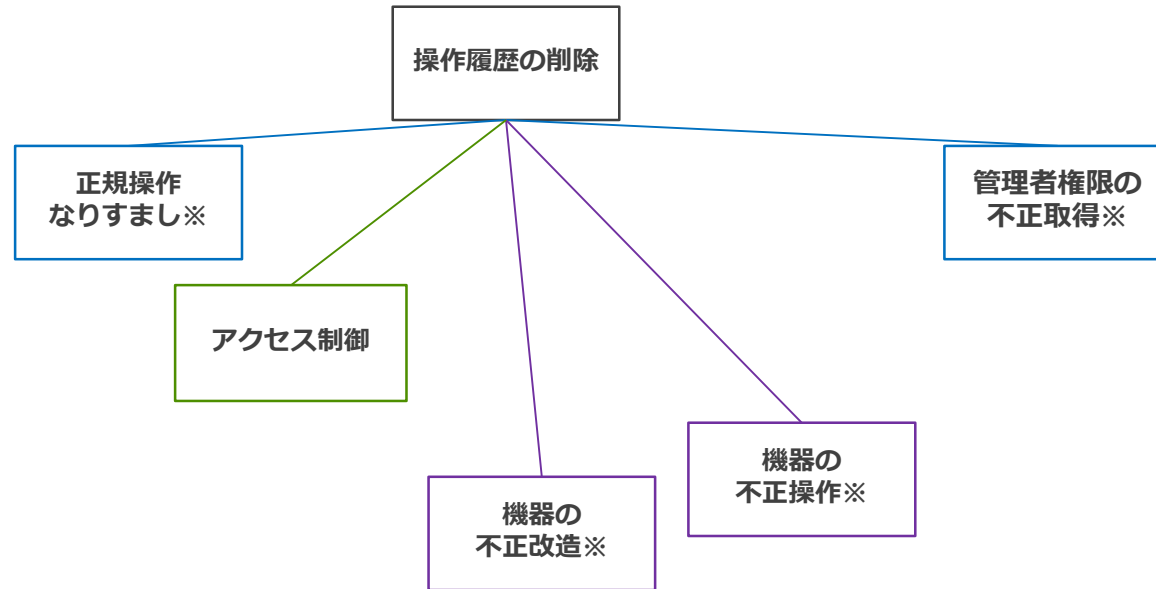 操作履歴の削除
正規操作
なりすまし※
管理者権限の
不正取得※
アクセス制御
機器の
不正操作※
機器の
不正改造※